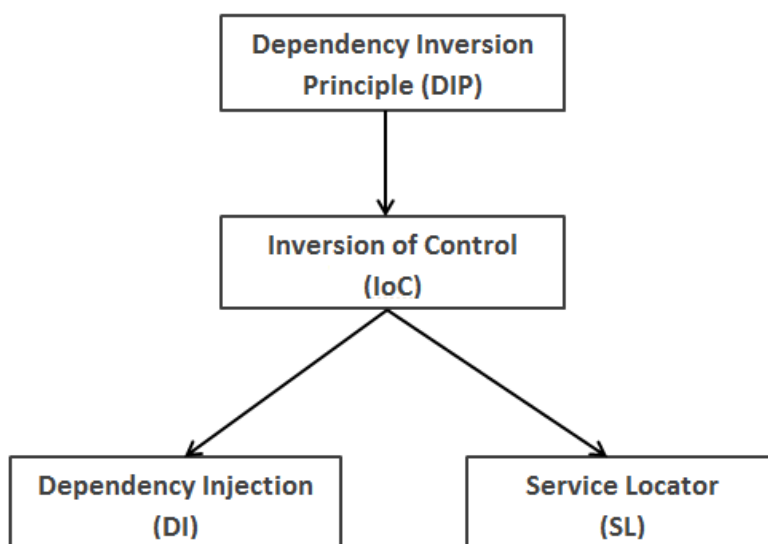 Dependency Inversion
Principle (DIP)
Inversion of Control
(IoC)
Dependency Injection
(DI)
Service Locator
(SL)